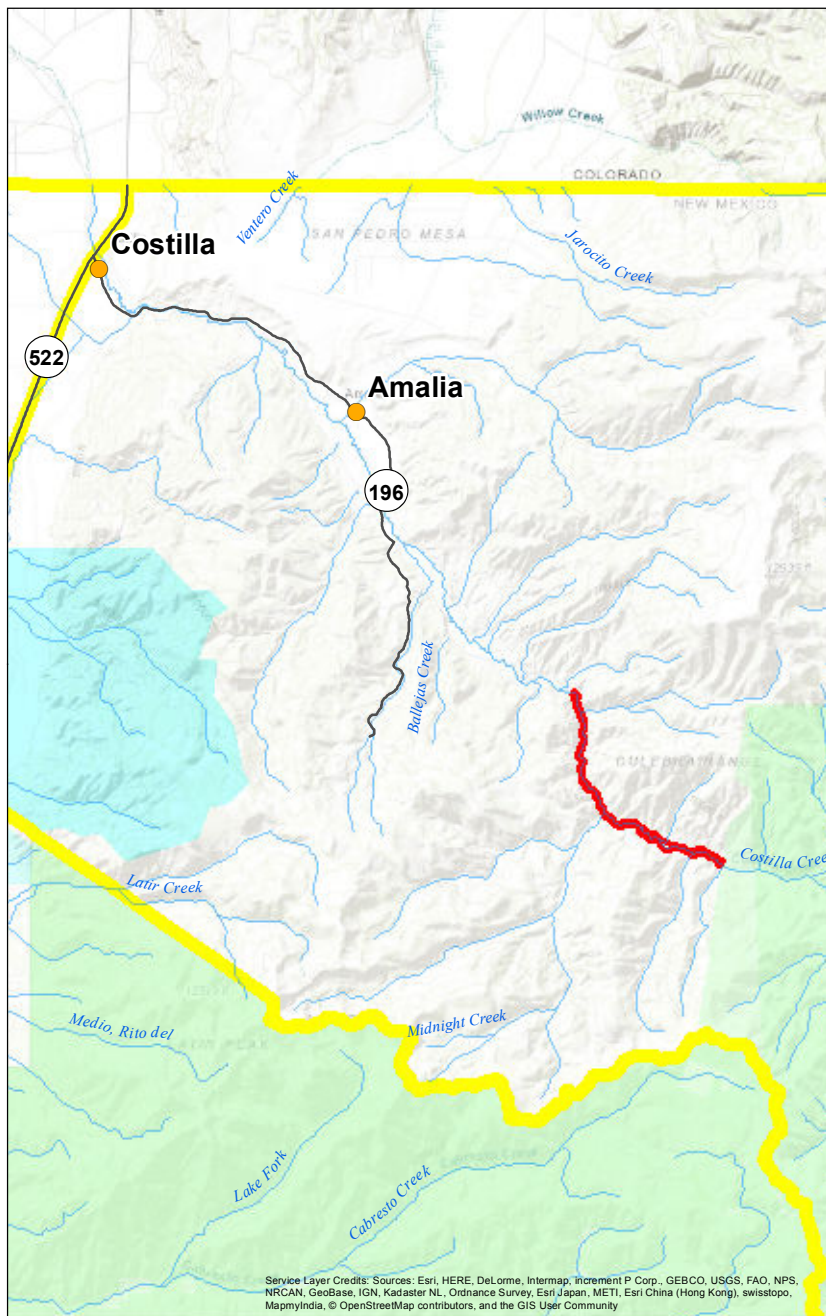 Willow Creek
COLORADO
NEW MEXICO
Ventero Creek
SAN PEDRO MESA
Costilla
Jarocito Creek
522
Amalia
196
Ballejas Creek
Costilla Cree
Latir Creek
Medio, Rito del
Midnight Creek
Lake Fork
Cabresto Creek
Service Layer Credits: Sources: Esri, HERE, DeLorme, Intermap, increment P Corp., GEBCO, USGS, FAO, NPS,
NRCAN, GeoBase, IGN, Kadaster NL, Ordnance Survey, Esri Japan, METI, Esri China (Hong Kong), swisstopo,
MapmyIndia, © OpenStreetMap contributors, and the GIS User Community